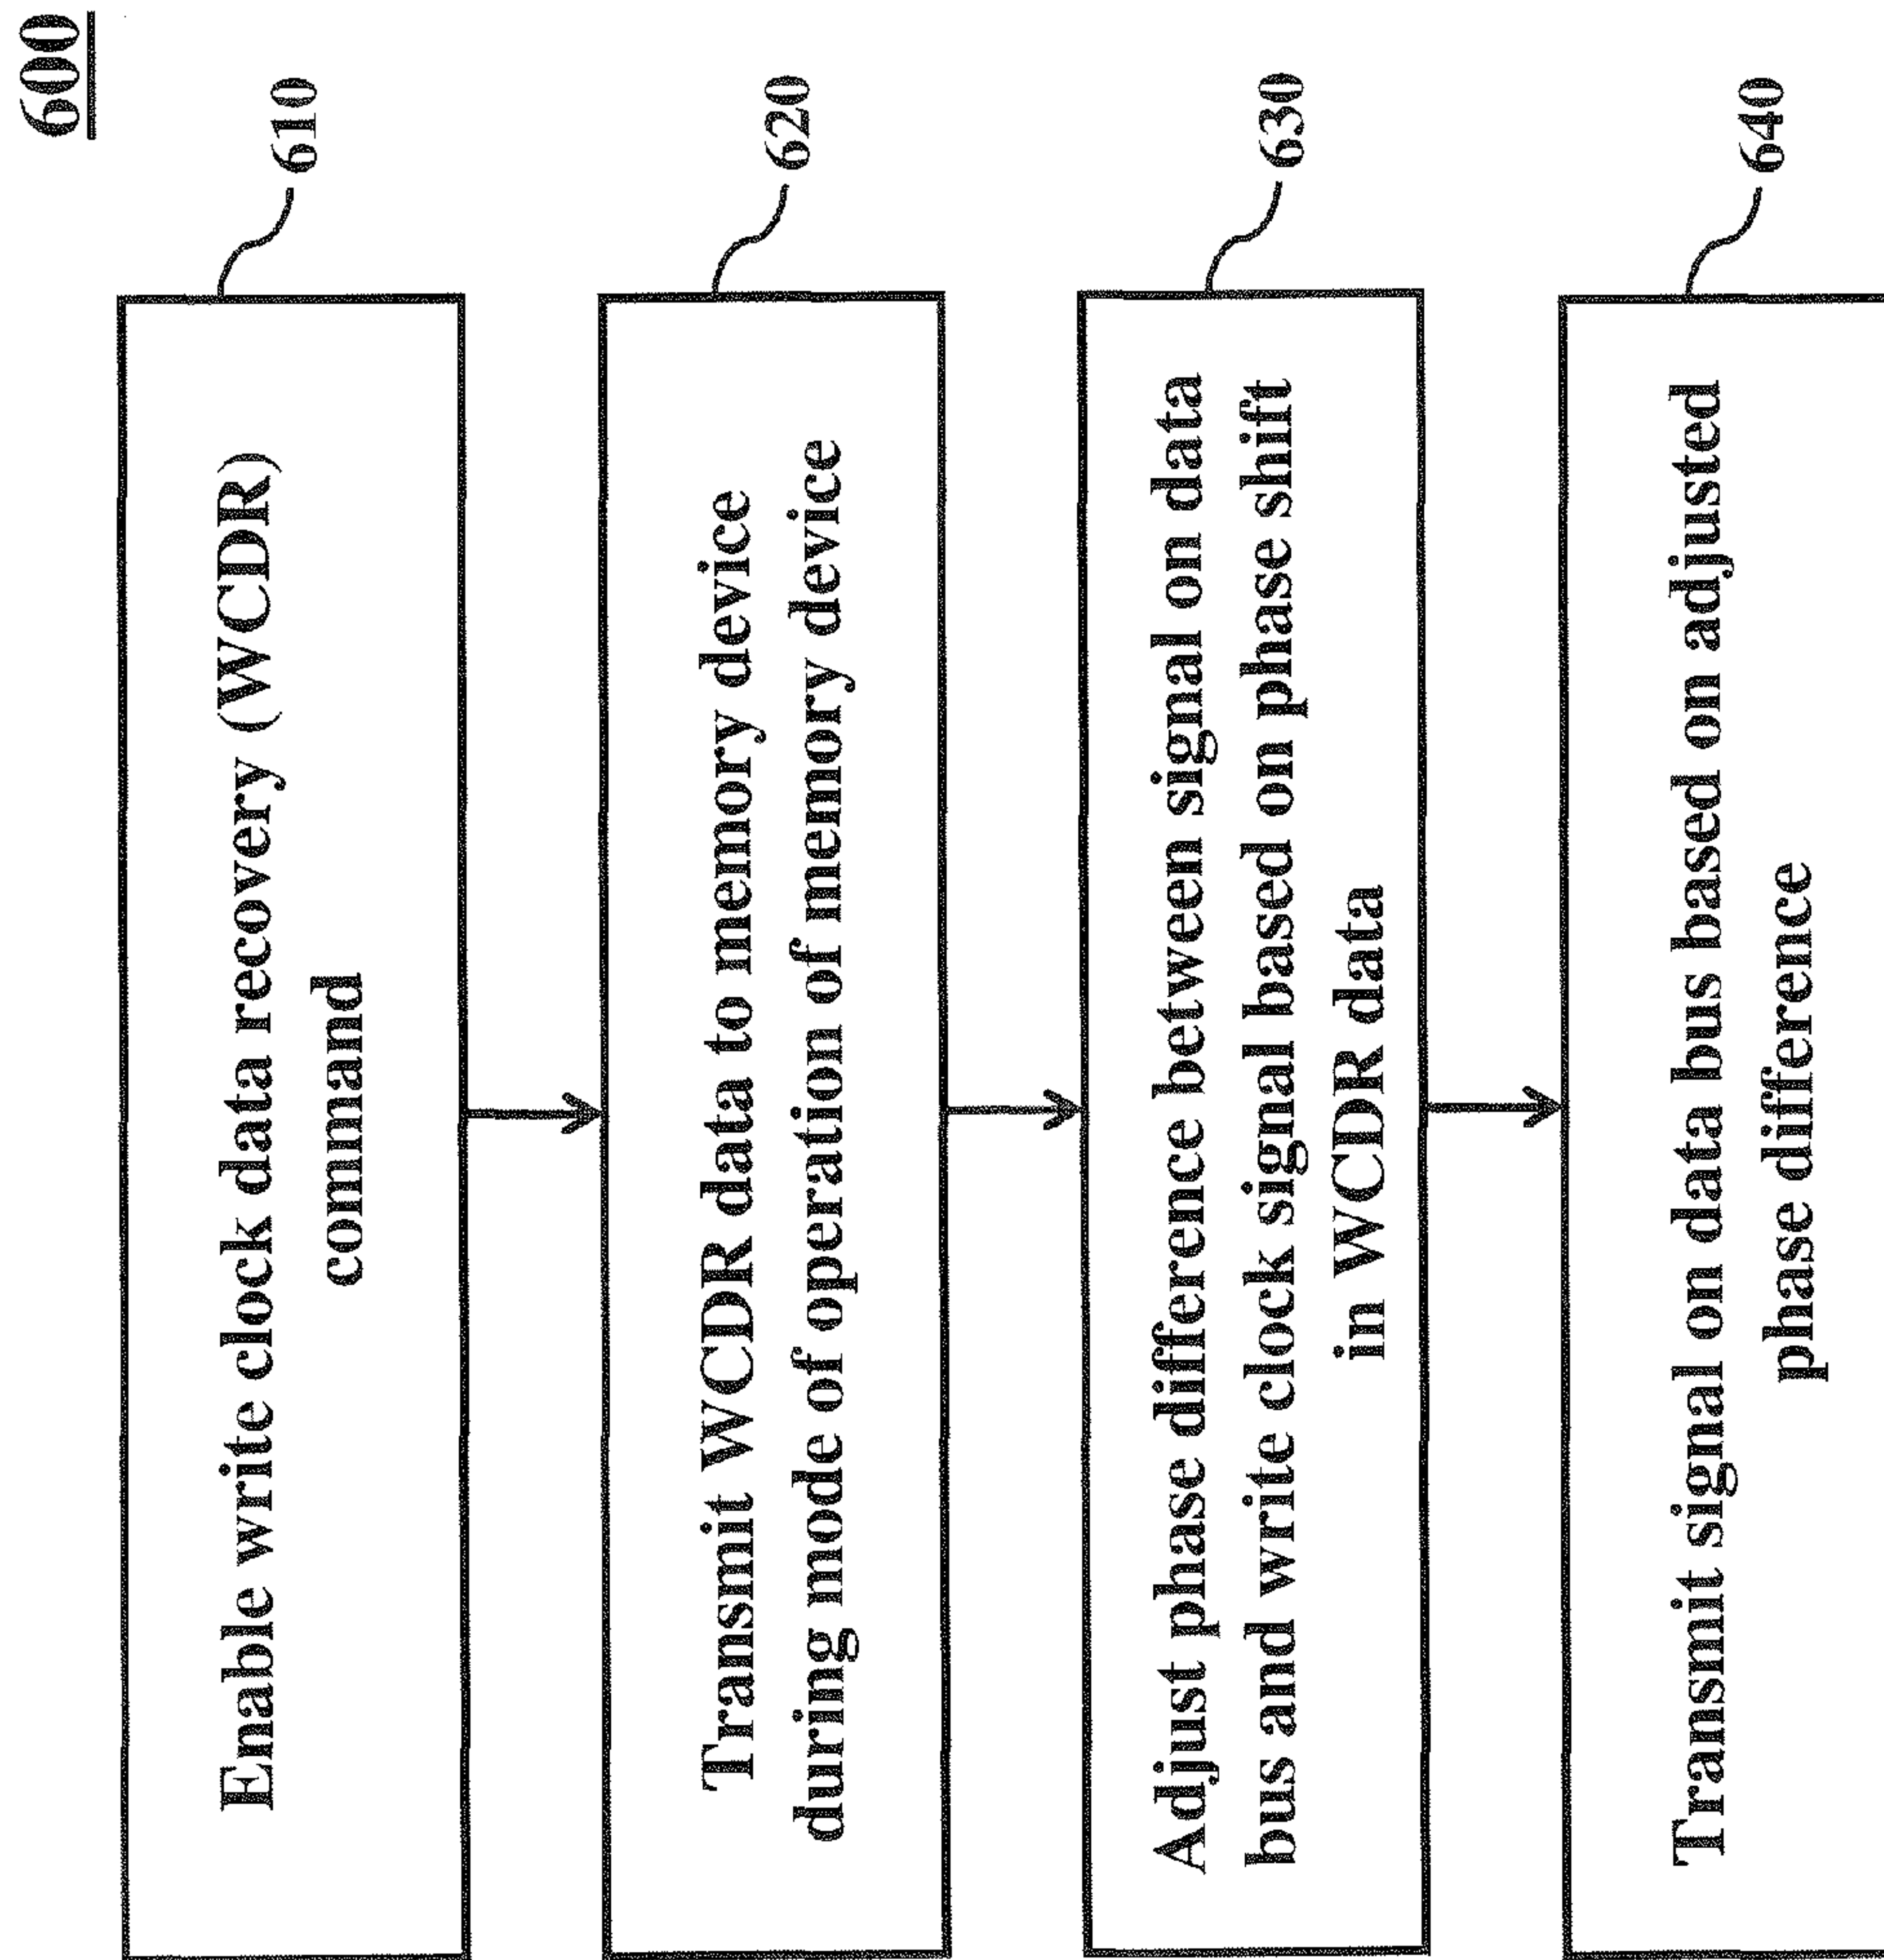 600
Enable write clock data recovery (WCDR)
command
610
Transmit WCDR data to memory device
during mode of operation of memory device
620
Adjust phase difference between signal on data
bus and write clock signal based on phase shift
in WCDR data
630
Transmit signal on data bus based on adjusted
phase difference
640